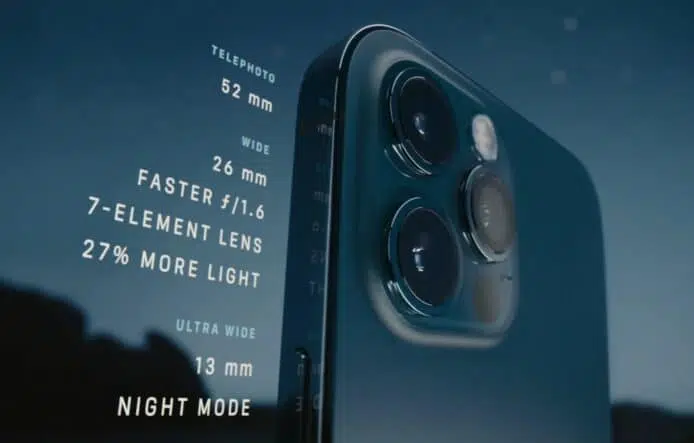 TELEPHOTO
52 mm
WIDE
26 mm
FASTER ƒ/1.6
7-ELEMENT LENS
27% MORE LIGHT
ULTRA WIDE
13 mm
NIGHT MODE